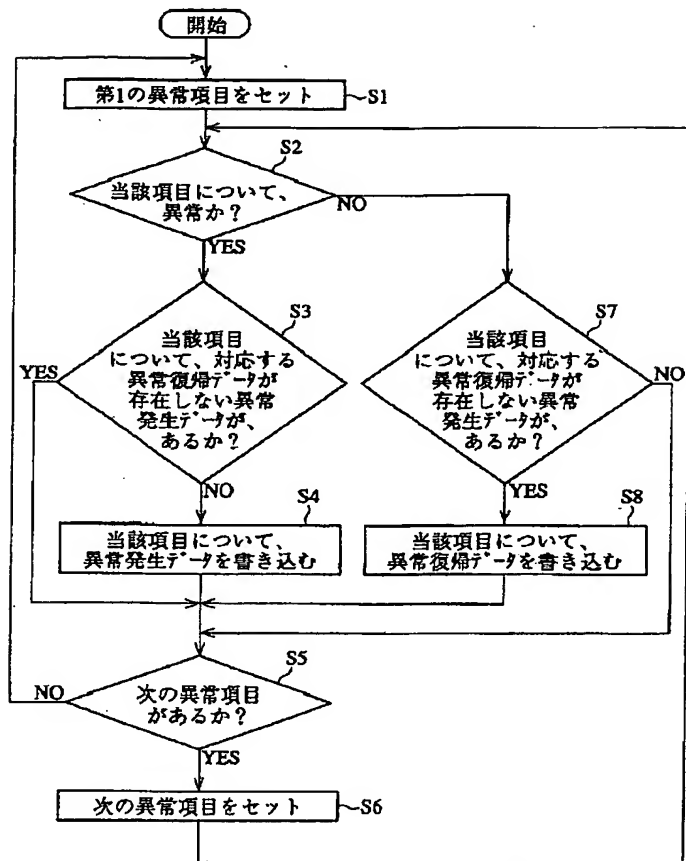 開始
第1の異常項目をセット
S1
S2
当該項目について、
異常か?
NO
YES
S3
当該項目
について、対応する
異常復帰データが
存在しない異常
発生データが、
あるか?
YES
NO
S7
当該項目
について、対応する
異常復帰データが
存在しない異常
発生データが、
あるか?
NO
YES
S4
当該項目について、
異常発生データを書き込む
S8
当該項目について、
異常復帰データを書き込む
S5
次の異常項目
があるか?
NO
YES
次の異常項目をセット
S6